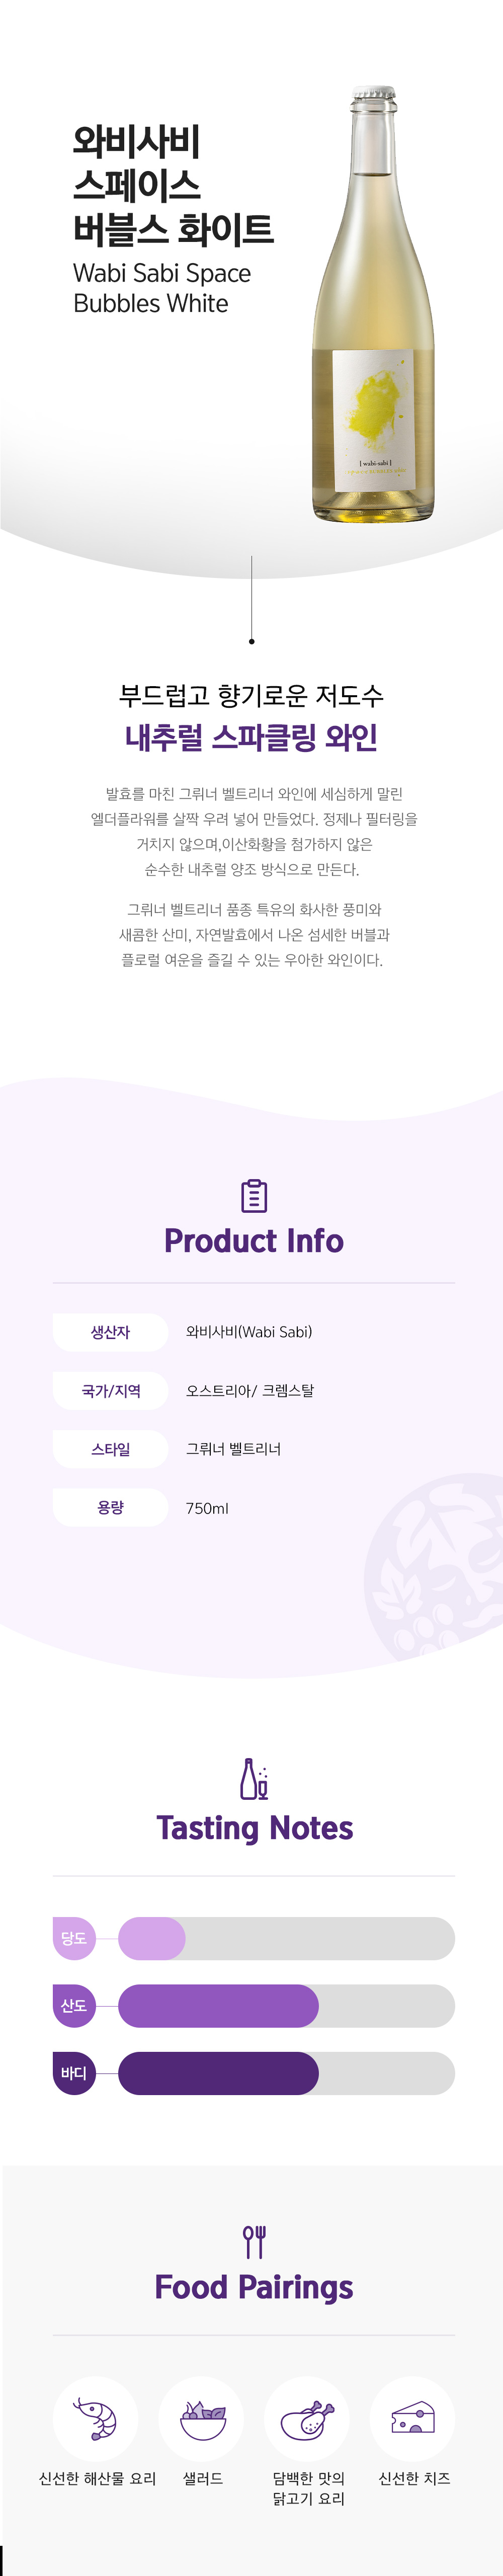 와비사비
스페이스
버블스 화이트
Wabi Sabi Space
Bubbles White
[ wabi-sabi ]
SPACEY BUBBLES white
부드럽고 향기로운 저도수
내추럴 스파클링 와인
발효를 마친 그뤼너 벨트리너 와인에 세심하게 말린
엘더플라워를 살짝 우려 넣어 만들었다. 정제나 필터링을
거치지 않으며,이산화황을 첨가하지 않은
순수한 내추럴 양조 방식으로 만든다.
그뤼너 벨트리너 품종 특유의 화사한 풍미와
새콤한 산미, 자연발효에서 나온 섬세한 버블과
플로럴 여운을 즐길 수 있는 우아한 와인이다.
Product Info
생산자 와비사비(Wabi Sabi)
국가/지역 오스트리아/ 크렘스탈
스타일 그뤼너 벨트리너
용량 750ml
Tasting Notes
당도
산도
바디
Food Pairings
신선한 해산물 요리 샐러드 담백한 맛의 신선한 치즈
닭고기 요리